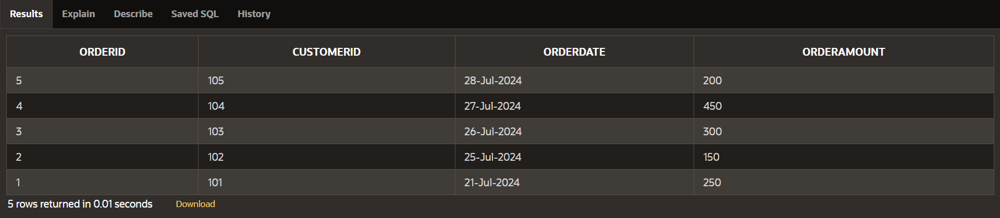 Results Explain Describe Saved SQL History
ORDERID CUSTOMERID ORDERDATE ORDERAMOUNT
5 105 28-Jul-2024 200
4 104 27-Jul-2024 450
3 103 26-Jul-2024 300
2 102 25-Jul-2024 150
1 101 21-Jul-2024 250
5 rows returned in 0.01 seconds Download